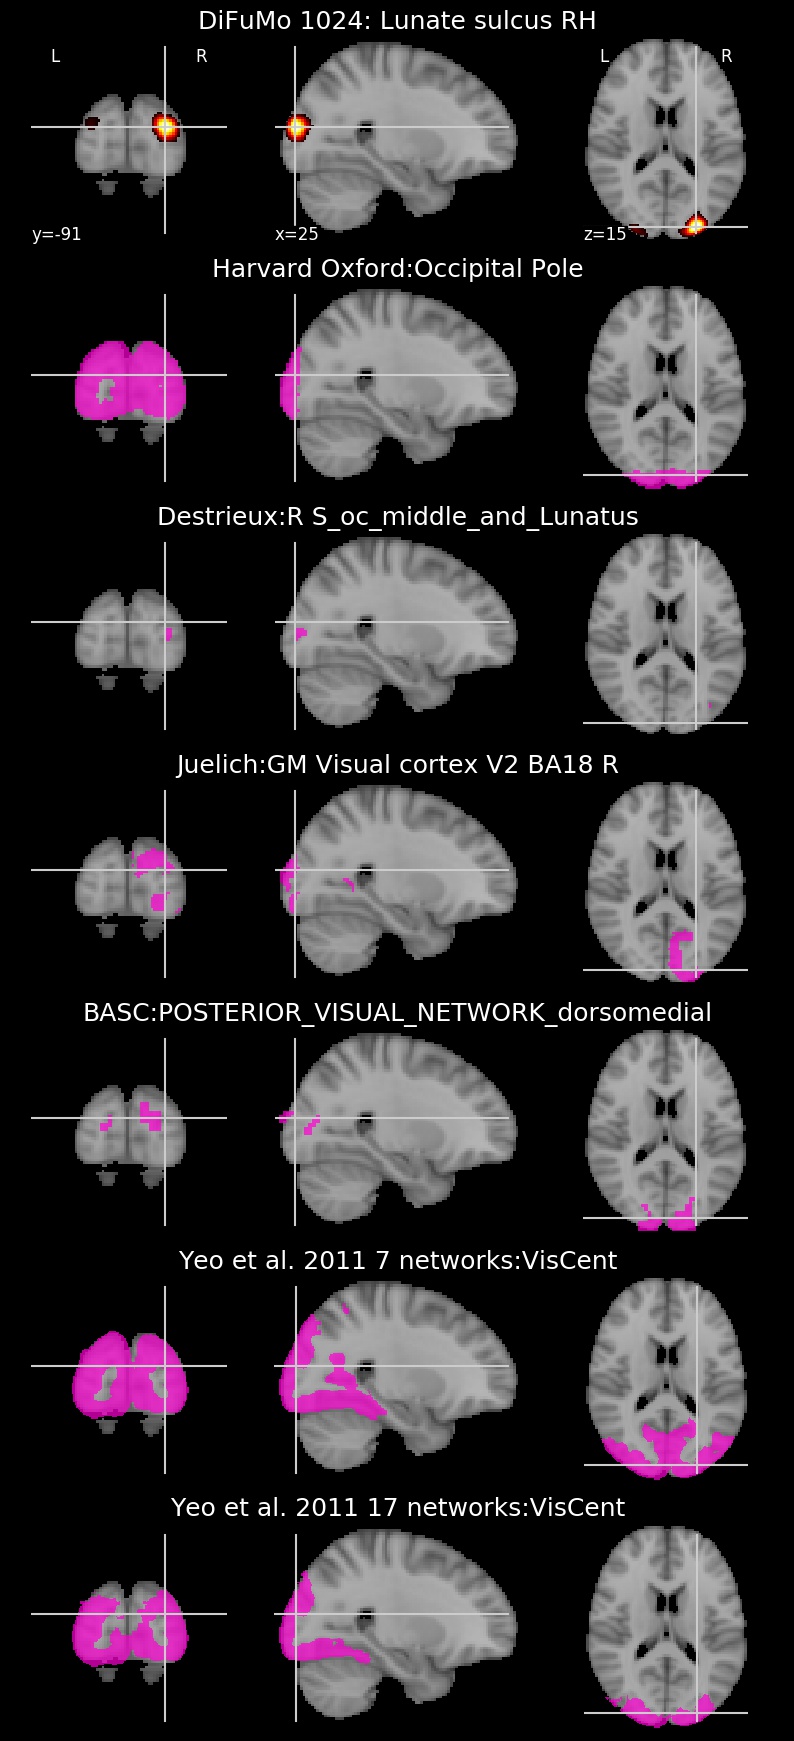 DiFuMo 1024: Lunate sulcus RH
L R L R
y=-91 x=25 z=15
Harvard Oxford:Occipital Pole
Destrieux:R S_oc_middle_and_Lunatus
Juelich:GM Visual cortex V2 BA18 R
BASC:POSTERIOR_VISUAL_NETWORK_dorsomedial
Yeo et al. 2011 7 networks:VisCent
Yeo et al. 2011 17 networks:VisCent